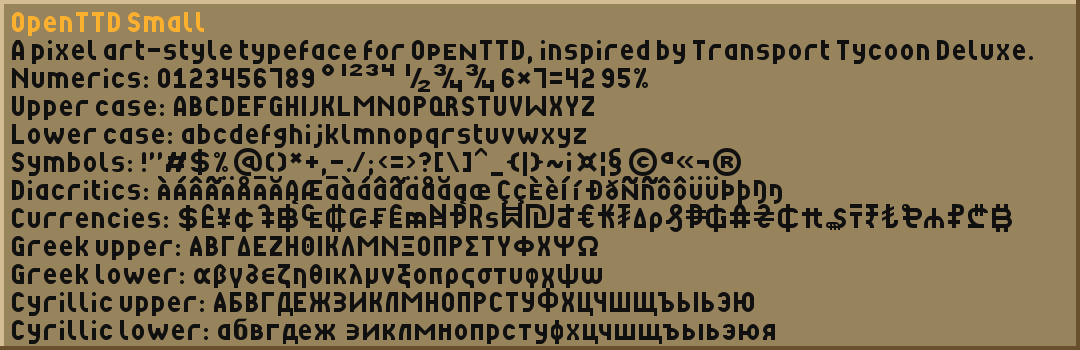 OpenTTD Small
A pixel art-style typeface for OᴘᴇɴTTD, inspired by Transport Tycoon Deluxe.
Numerics: 0123456789 ° ¹²³⁴ ½ ¾ ¾ 6×7=42 95%
Upper case: ABCDEFGHIJKLMNOPQRSTUVWXYZ
Lower case: abcdefghijklmnopqrstuvwxyz
Symbols: !"#$%@()*+,-./;<=>?[\]^_{|}~¡¤¦§©ª«¬®
Diacritics:
Currencies:
Greek upper: ΑΒΓΔΕΖΗΘΙΚΛΜΝΞΟΠΡΣΤΥΦΧΨΩ
Greek lower: αβγδεζηθικλμνξοπρςστυφχψω
Cyrillic upper: АБВГДЕЖЗИКЛМНОПРСТУФХЦЧШЩЪЫЬЭЮ
Cyrillic lower: абвгдеж зиклмнопрстуфхцчшщъыьэюя